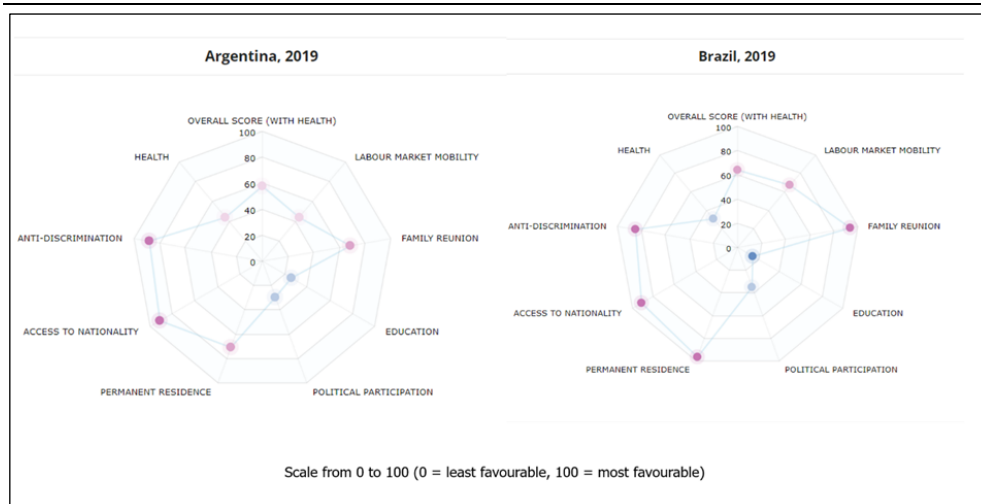 Argentina, 2019
OVERALL SCORE (WITH HEALTH)
100
80
60
40
20
0
LABOUR MARKET MOBILITY
FAMILY REUNION
EDUCATION
POLITICAL PARTICIPATION
PERMANENT RESIDENCE
ACCESS TO NATIONALITY
ANTI-DISCRIMINATION
HEALTH
Brazil, 2019
OVERALL SCORE (WITH HEALTH)
100
80
60
40
20
0
LABOUR MARKET MOBILITY
FAMILY REUNION
EDUCATION
POLITICAL PARTICIPATION
PERMANENT RESIDENCE
ACCESS TO NATIONALITY
ANTI-DISCRIMINATION
HEALTH
Scale from 0 to 100 (0 = least favourable, 100 = most favourable)